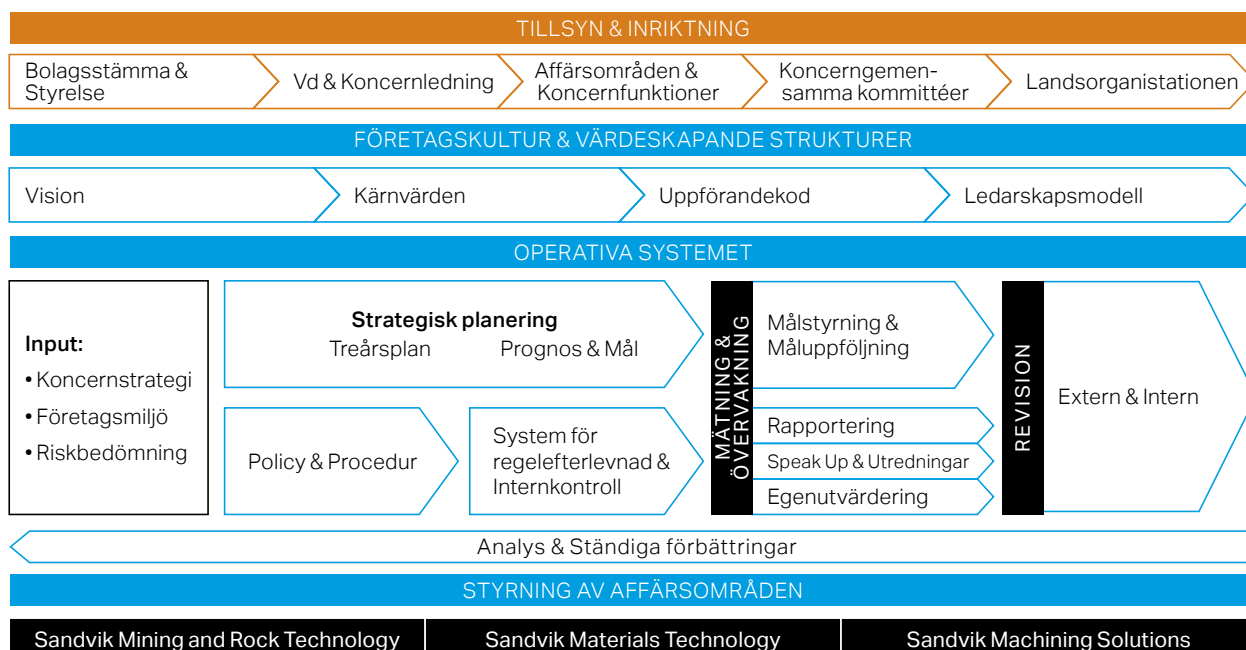 TILLSYN & INRIKTNING
Bolagsstämma &
Styrelse
Vd & Koncernledning
Affärsområden &
Koncernfunktioner
Koncerngemen-
samma kommittéer
Landsorganistationen
FÖRETAGSKULTUR & VÄRDESKAPANDE STRUKTURER
Vision
Kärnvärden
Uppförandekod
Ledarskapsmodell
OPERATIVA SYSTEMET
Input:
• Koncernstrategi
• Företagsmiljö
• Riskbedömning
Strategisk planering
Treårsplan
Prognos & Mål
Policy & Procedur
System för
regelefterlevnad &
Internkontroll
MÄTNING &
ÖVERVAKNING
Målstyrning &
Måluppföljning
Rapportering
Speak Up & Utredningar
Egenutvärdering
REVISION
Extern & Intern
Analys & Ständiga förbättringar
STYRNING AV AFFÄRSOMRÅDEN
Sandvik Mining and Rock Technology
Sandvik Materials Technology
Sandvik Machining Solutions